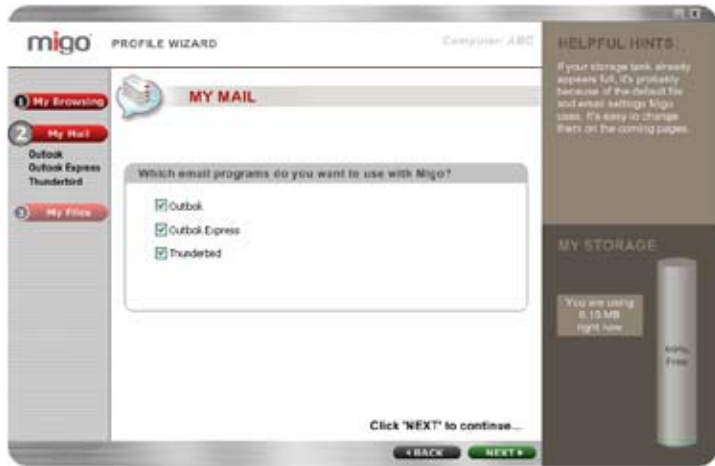 migo PROFILE WIZARD
Computer ABC
1 My Browsing
2 My Mail
Outlook
Outlook Express
Thunderbird
3 My Files
MY MAIL
Which email programs do you want to use with Migo?
Outlook
Outlook Express
Thunderbird
Click 'NEXT' to continue...
BACK
NEXT
HELPFUL HINTS
If your storage tank already
appears full, it's probably
because of the default file
and email settings Migo
uses. It's easy to change
them on the coming pages.
MY STORAGE
You are using
right now
Free